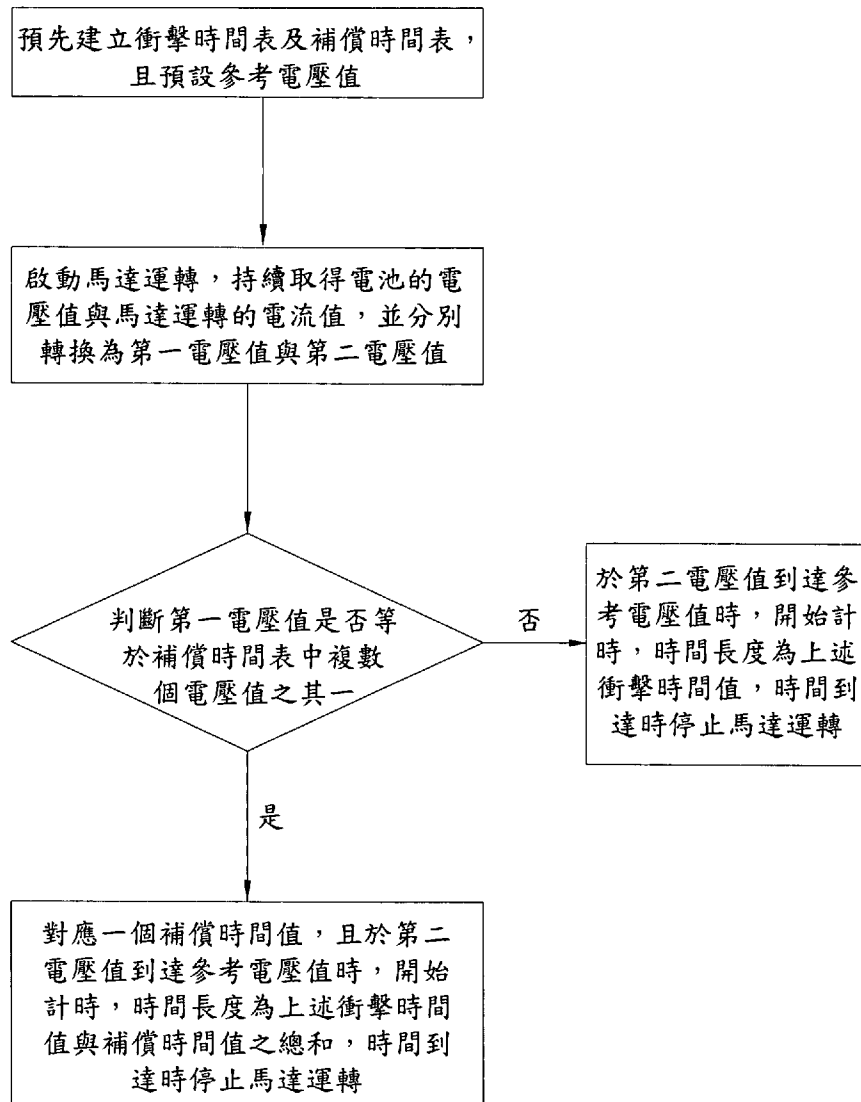 預先建立衝擊時間表及補償時間表，
且預設參考電壓值
啟動馬達運轉，持續取得電池的電
壓值與馬達運轉的電流值，並分別
轉換為第一電壓值與第二電壓值
判斷第一電壓值是否等
於補償時間表中複數
個電壓值之其一
否
於第二電壓值到達參
考電壓值時，開始計
時，時間長度為上述
衝擊時間值，時間到
達時停止馬達運轉
是
對應一個補償時間值，且於第二
電壓值到達參考電壓值時，開始
計時，時間長度為上述衝擊時間
值與補償時間值之總和，時間到
達時停止馬達運轉